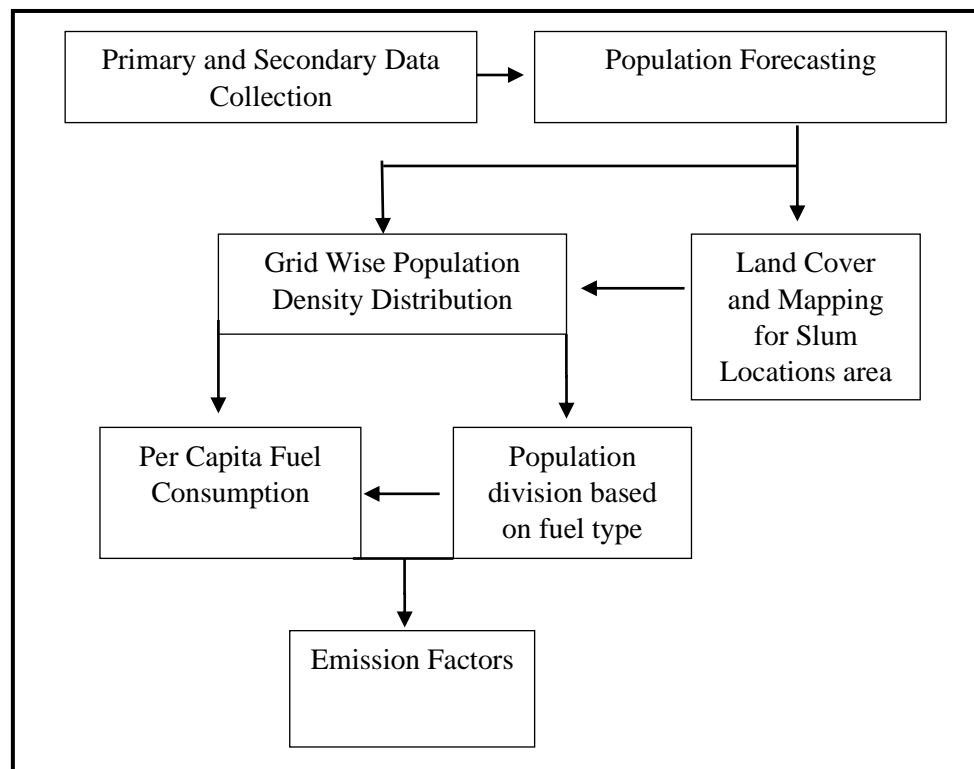 Primary and Secondary Data
Collection
Population Forecasting
Grid Wise Population
Density Distribution
Land Cover
and Mapping
for Slum
Locations area
Per Capita Fuel
Consumption
Population
division based
on fuel type
Emission Factors